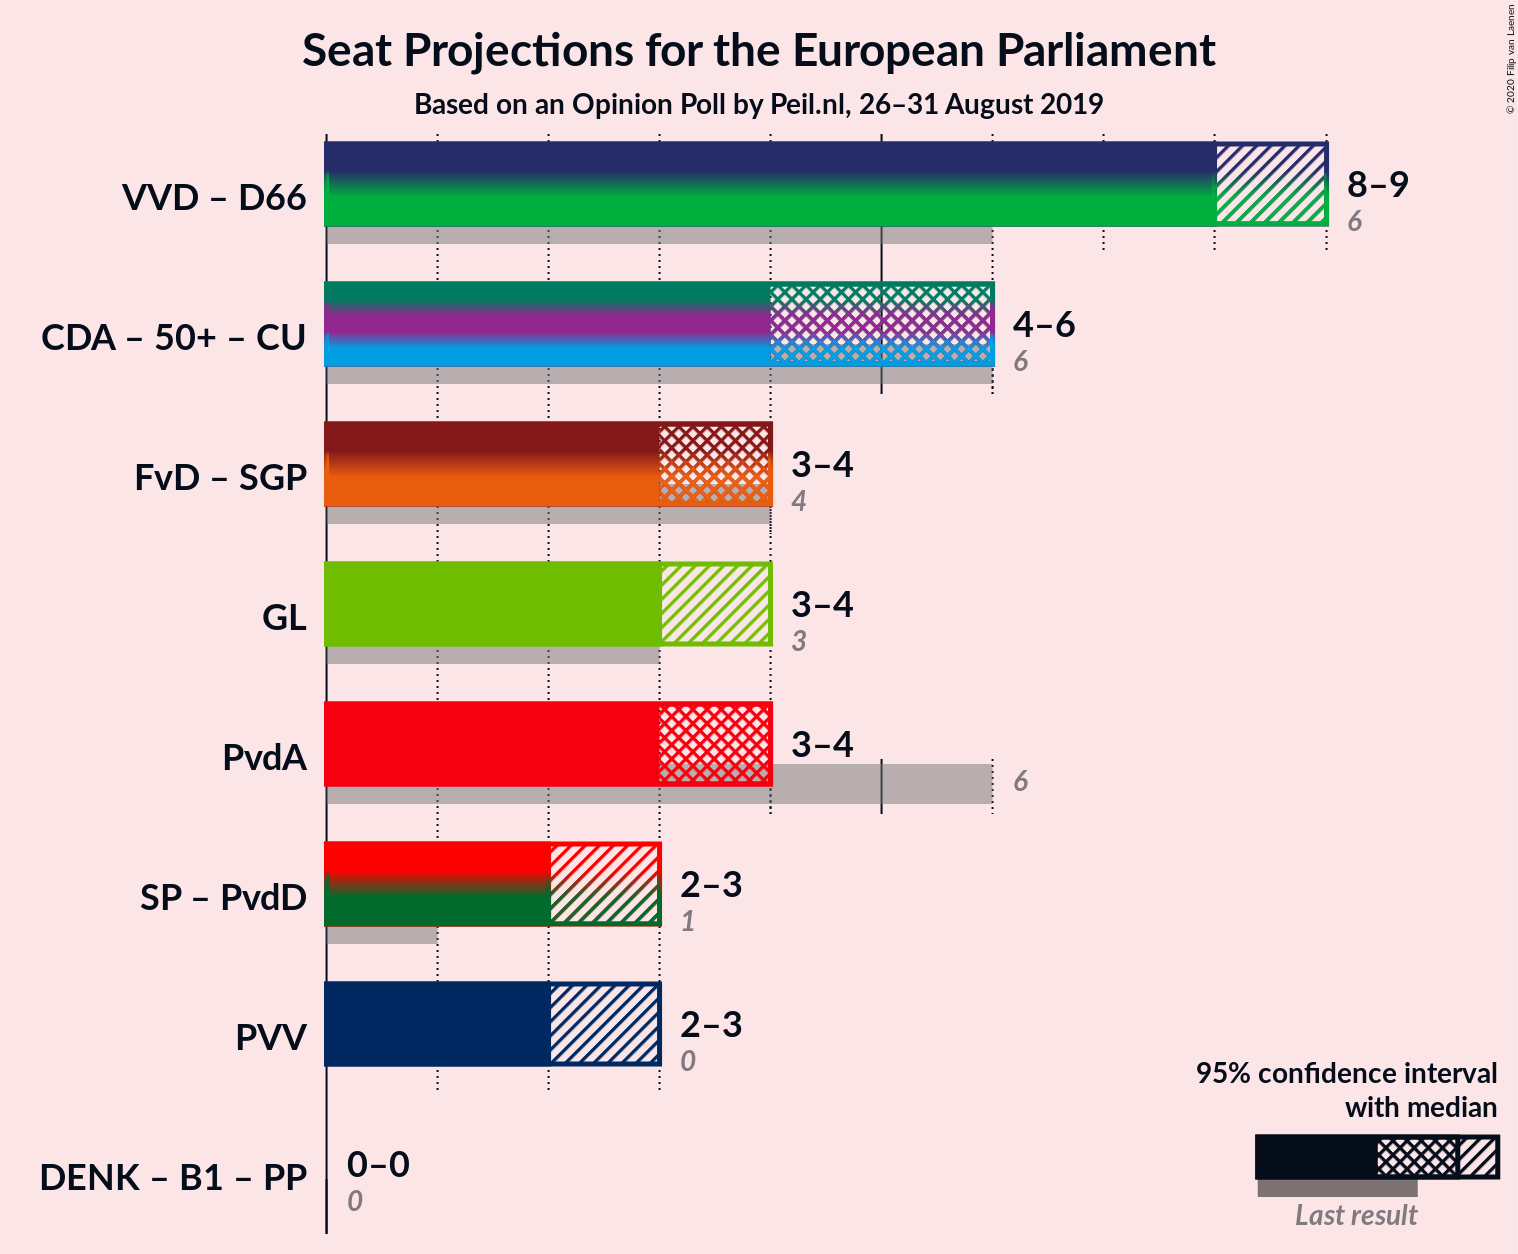 Seat Projections for the European Parliament
Based on an Opinion Poll by Peil.nl, 26–31 August 2019
© 2020 Filip van Laenen
VVD – D66
8–9
6
CDA – 50+ – CU
4–6
6
FvD – SGP
3–4
4
GL
3–4
3
PvdA
3–4
6
SP – PvdD
2–3
1
PVV
2–3
0
DENK – B1 – PP
0–0
0
95% confidence interval
with median
Last result